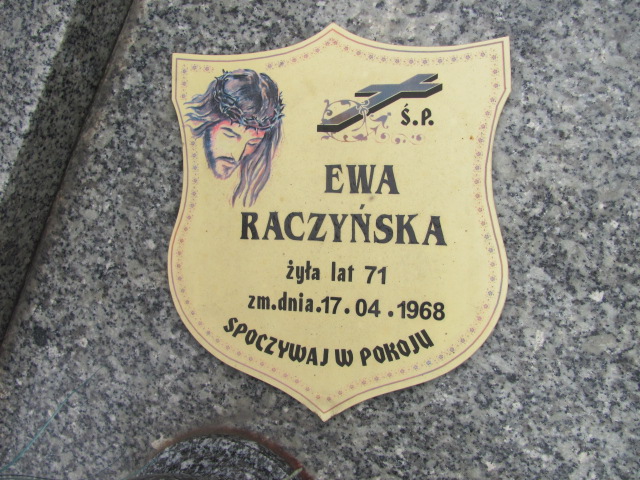 Ś.P.
EWA
RACZYŃSKA
żyła lat 71
zm.dnia.17.04.1968
SPOCZYWAJ W POKOJU